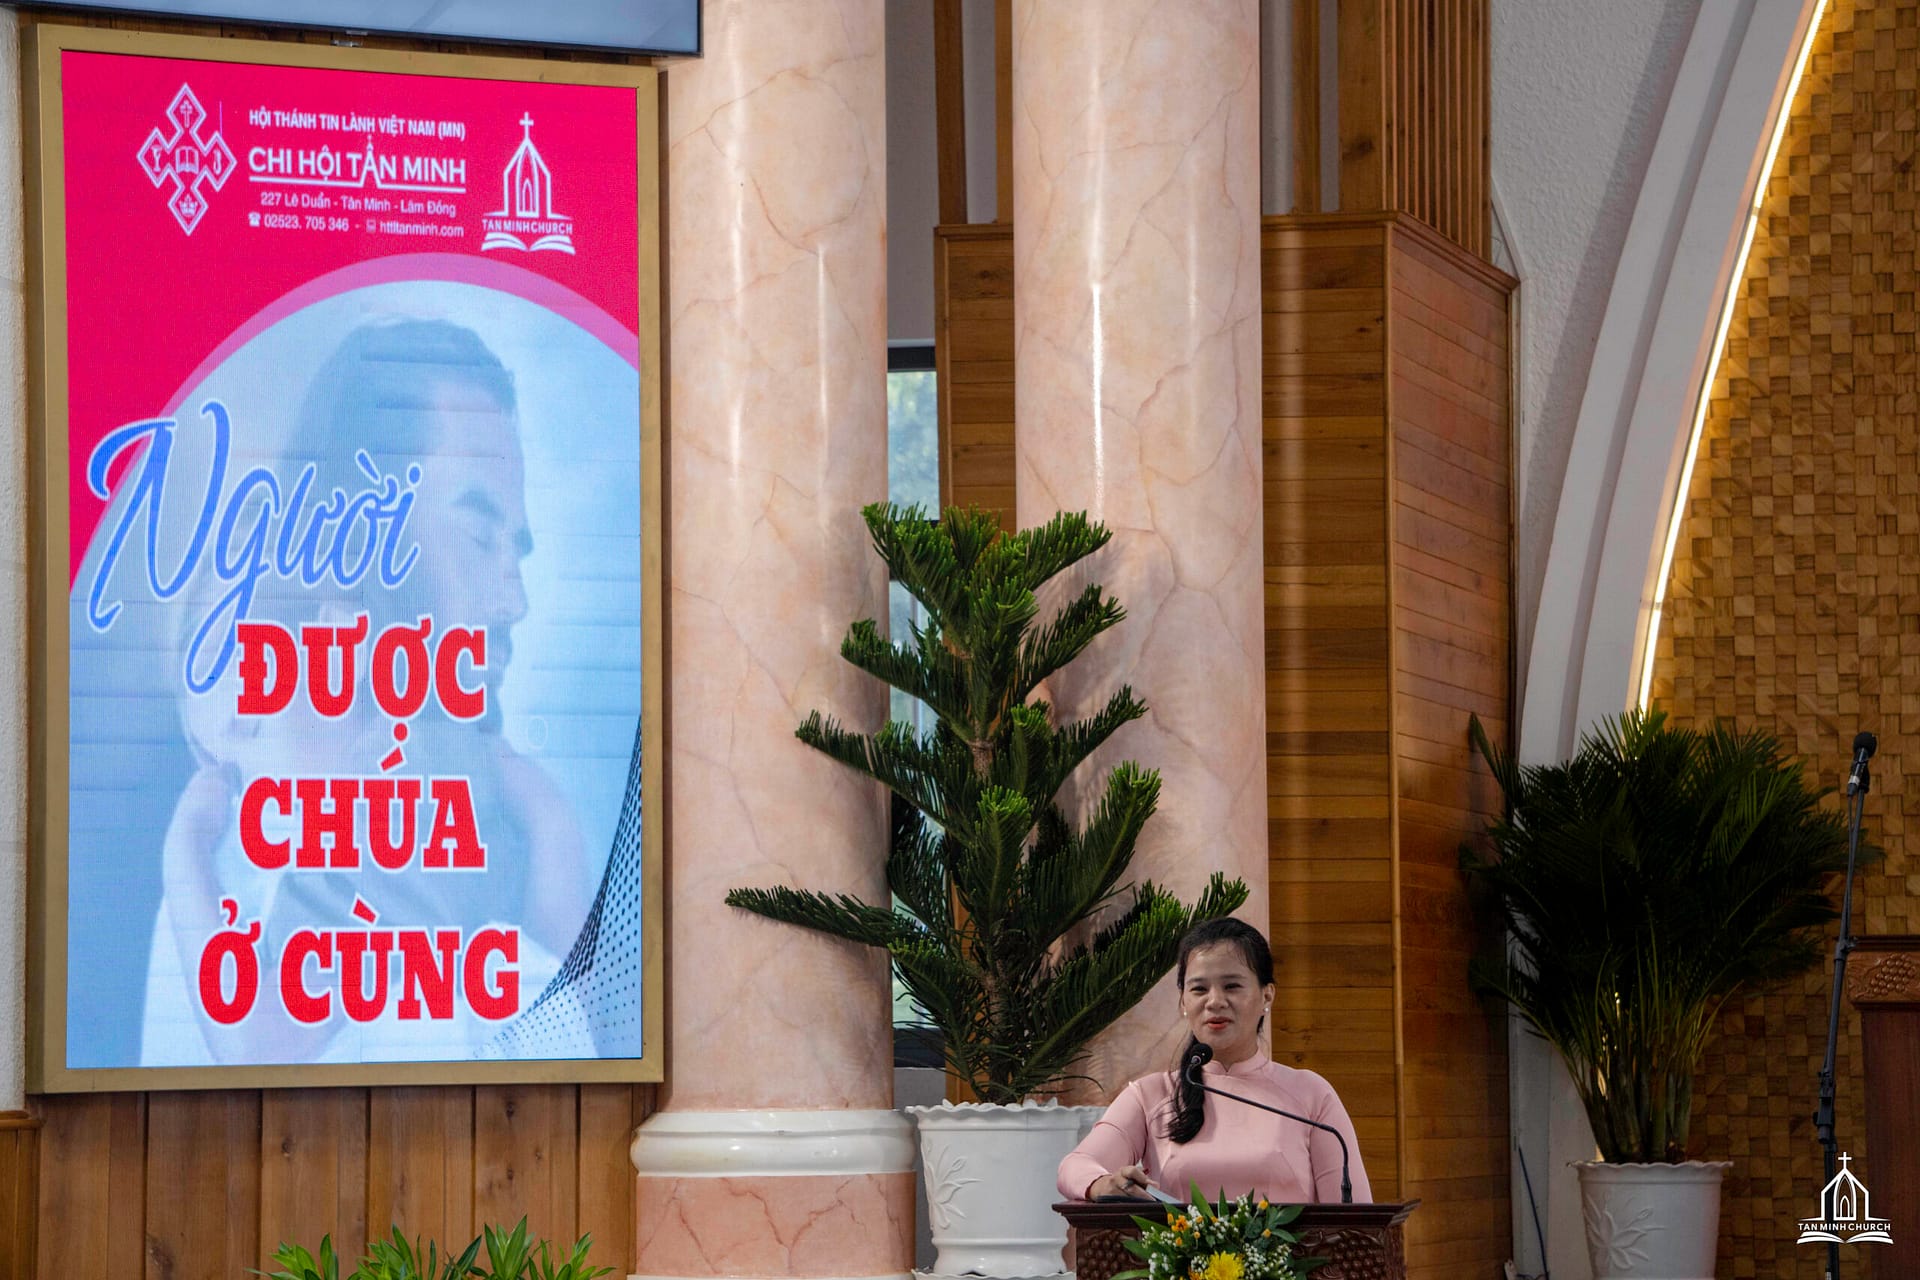 HỘI THÁNH TIN LÀNH VIỆT NAM (MN)
CHI HỘI TÂN MINH
227 Lê Duẩn - Tân Minh - Lâm Đồng
02523. 705 346 - httltanminh.com
TAN MINH CHURCH
Người
ĐƯỢC
CHÚA
Ở CÙNG
TAN MINH CHURCH